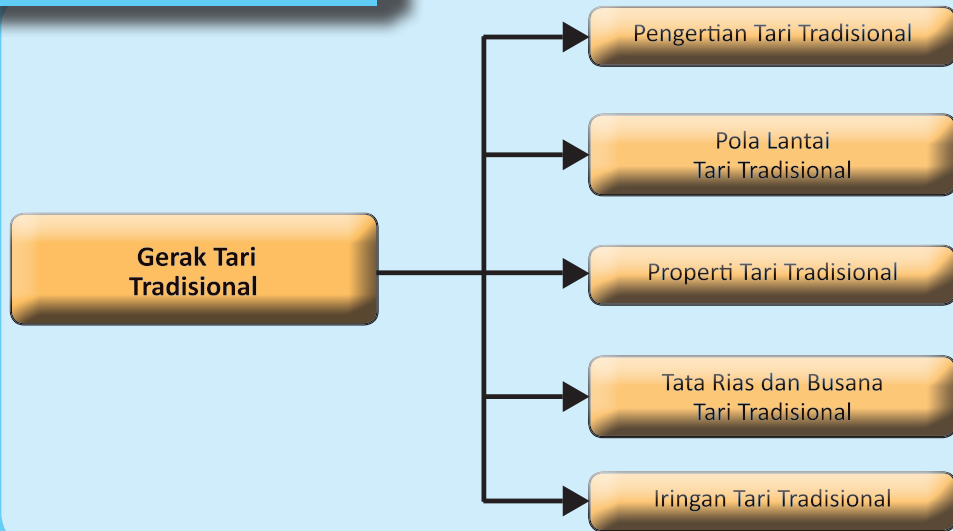 Pengertian Tari Tradisional
Pola Lantai
Tari Tradisional
Gerak Tari
Tradisional
Properti Tari Tradisional
Tata Rias dan Busana
Tari Tradisional
Iringan Tari Tradisional